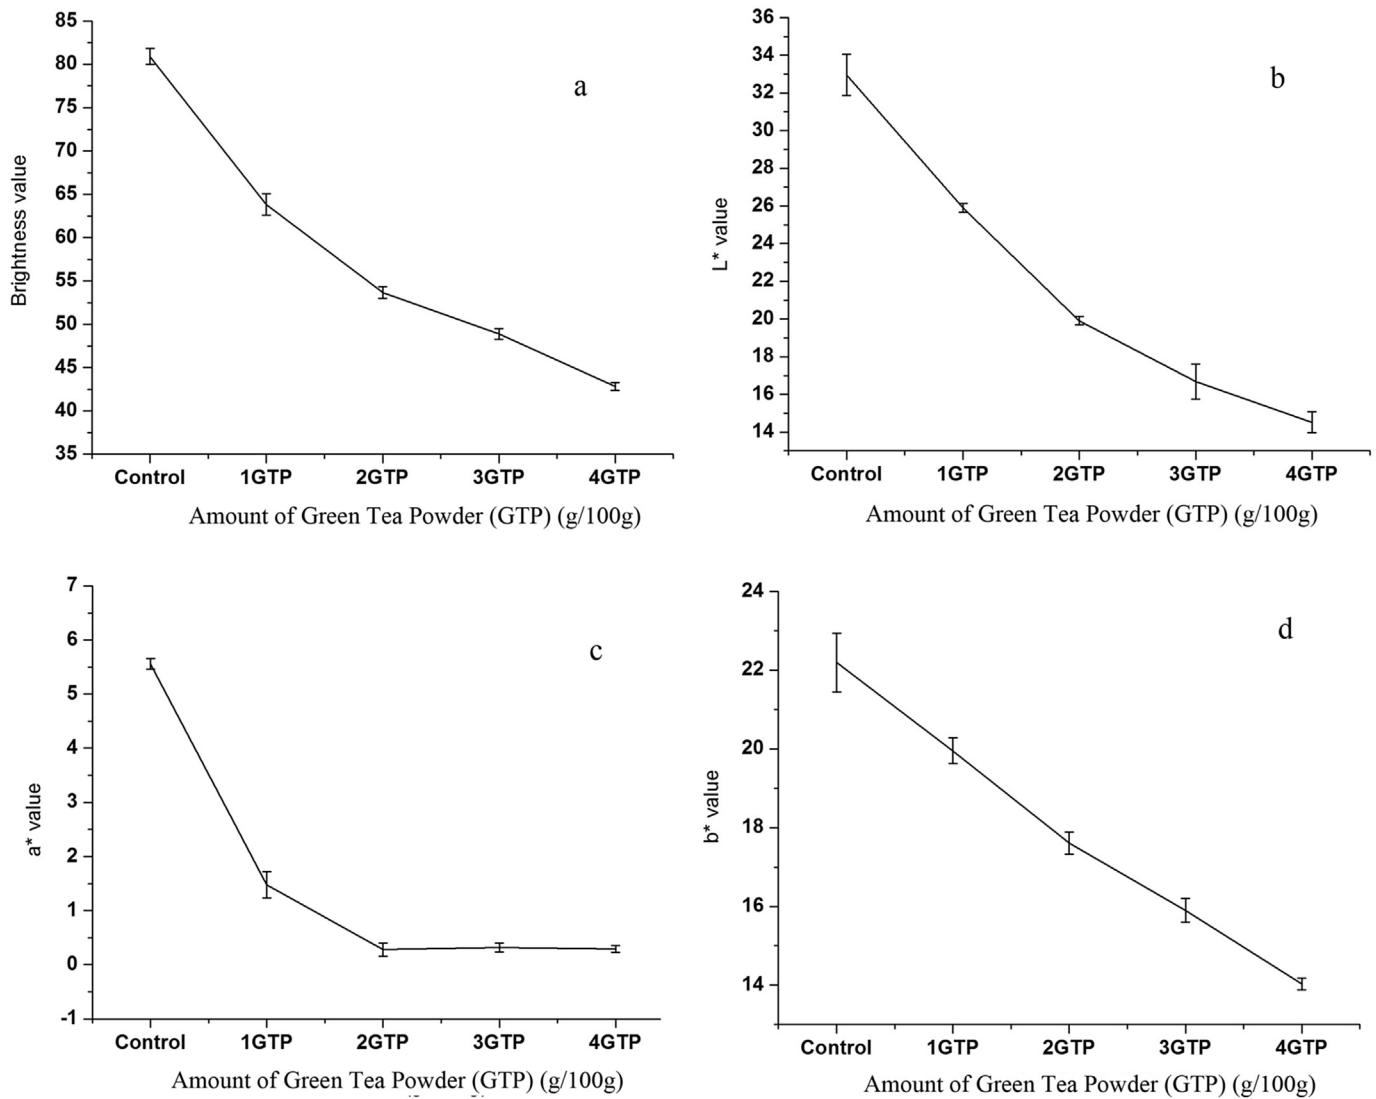 85
80
75
70
65
60
55
50
45
40
35
Brightness value
a
Control 1GTP 2GTP 3GTP 4GTP
Amount of Green Tea Powder (GTP) (g/100g)
36
34
32
30
28
26
24
22
20
18
16
14
L* value
b
Control 1GTP 2GTP 3GTP 4GTP
Amount of Green Tea Powder (GTP) (g/100g)
7
6
5
4
3
2
1
0
-1
a* value
c
Control 1GTP 2GTP 3GTP 4GTP
Amount of Green Tea Powder (GTP) (g/100g)
24
22
20
18
16
14
b* value
d
Control 1GTP 2GTP 3GTP 4GTP
Amount of Green Tea Powder (GTP) (g/100g)